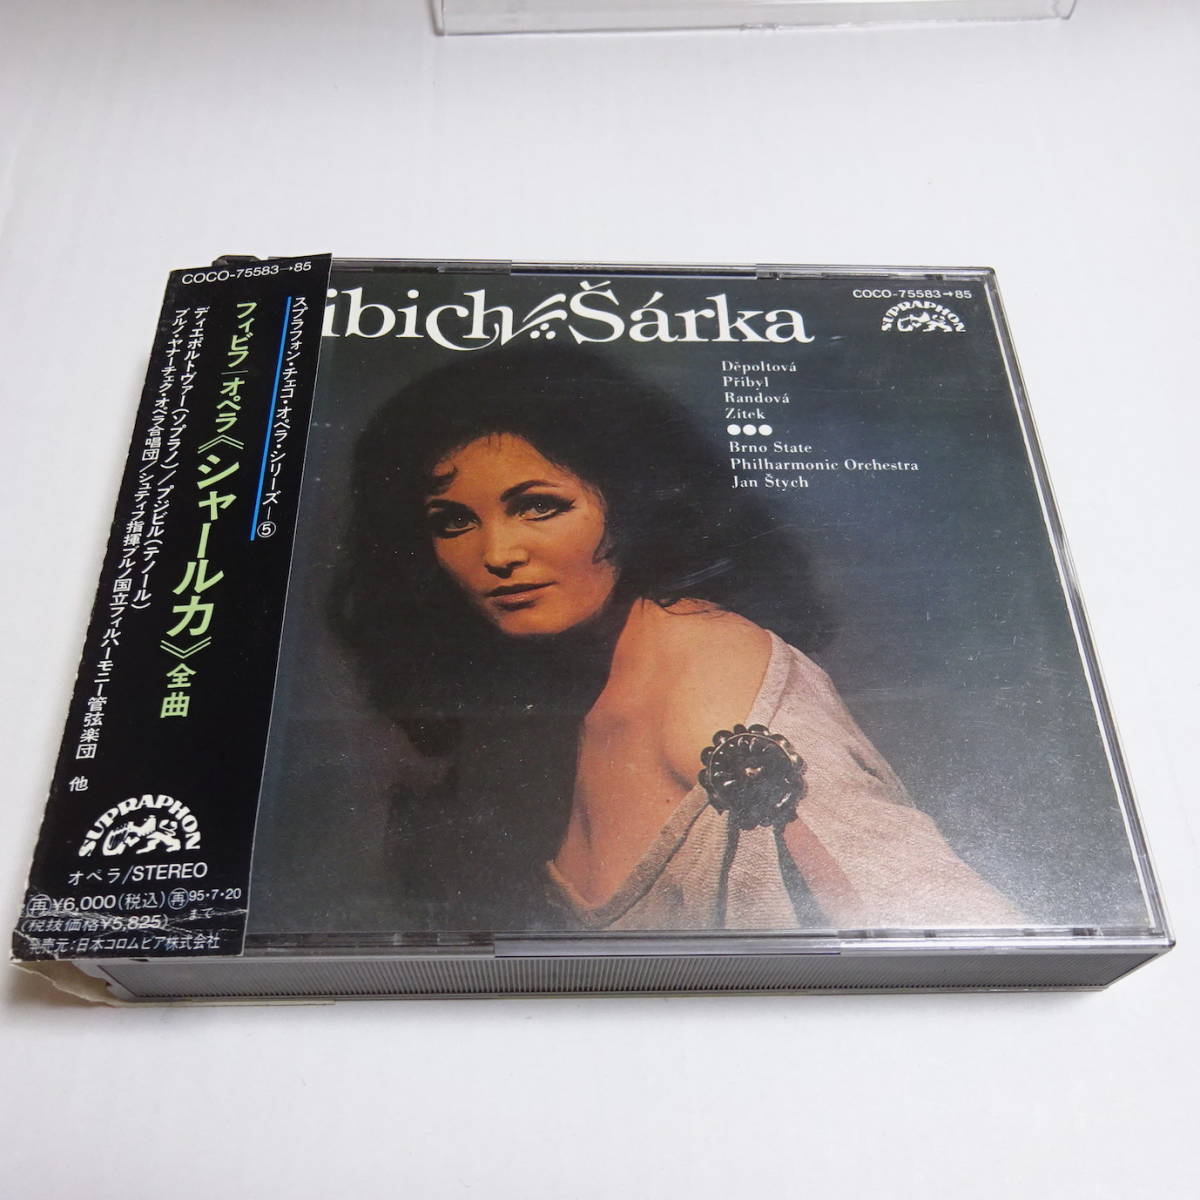 COCO-75583→85
スプラフォン・チェコ・オペラ・シリーズ—⑤
フィビフ／オペラ《シャールカ》全曲
ディエポルトヴァー(ソプラノ)／プジビル(テノール)
ブルノ・ヤナーチェク・オペラ合唱団／シュティフ指揮ブルノ国立フィルハーモニー管弦楽団 他
SUPRAPHON
オペラ/STEREO
再¥6,000(税込)再95・7・20
(税抜価格¥5,825)まで
発売元:日本コロムビア株式会社
ibich Šárka
COCO-75583→85
SUPRAPHON
Děpoltová
Přibyl
Randová
Zítek
●●●
Brno State
Philharmonic Orchestra
Jan Štych